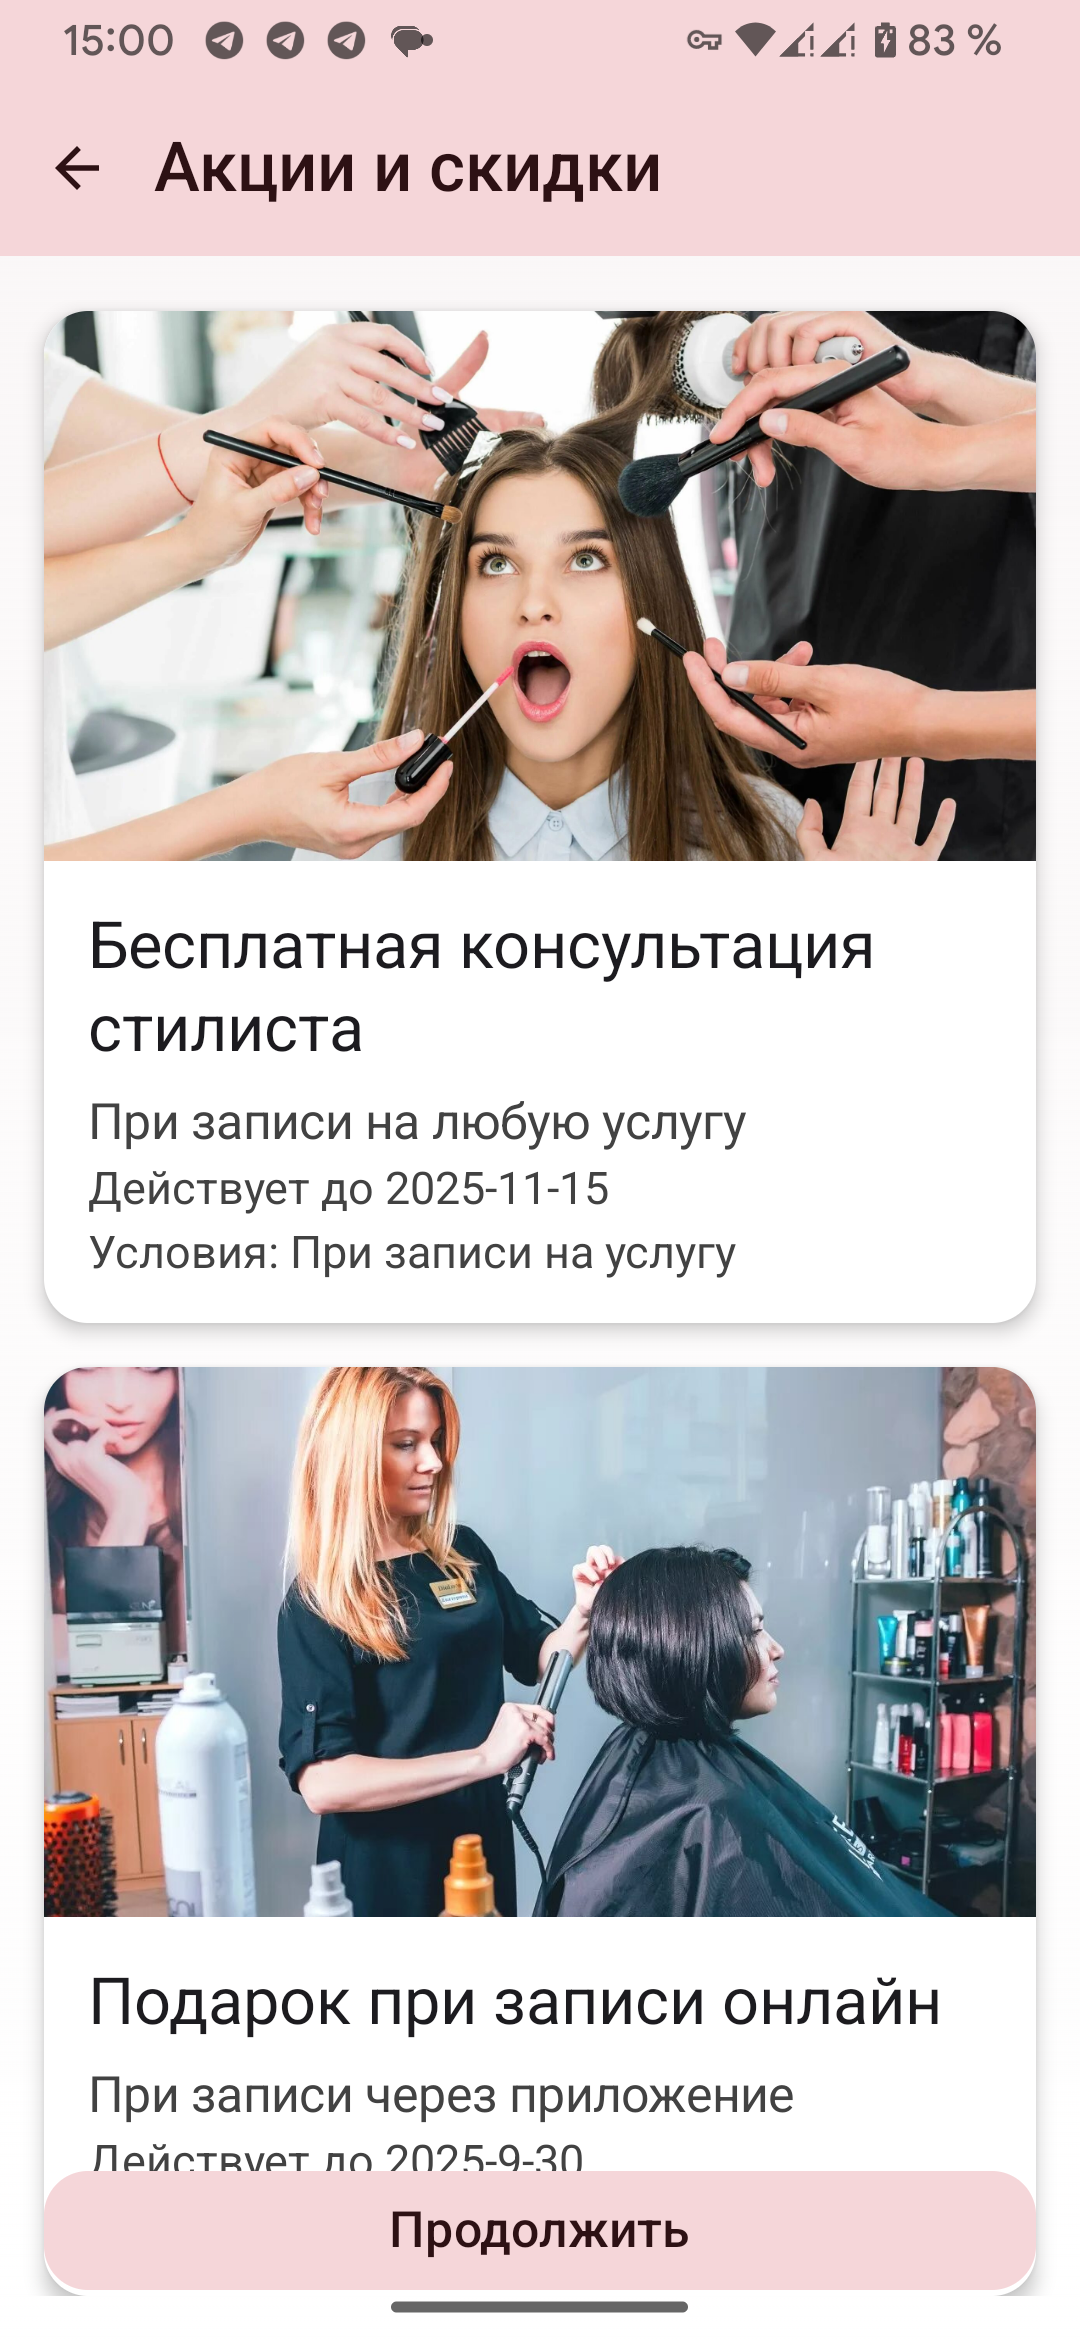 15:00
83 %
Акции и скидки
Бесплатная консультация
стилиста
При записи на любую услугу
Действует до 2025-11-15
Условия: При записи на услугу
Подарок при записи онлайн
При записи через приложение
Действует до 2025-9-30
Продолжить